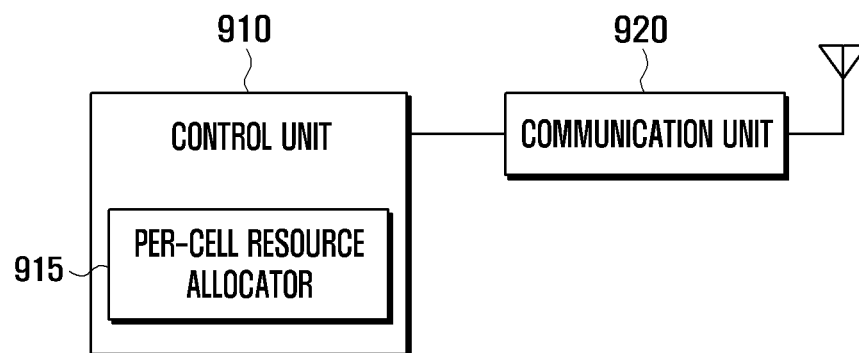 910
920
CONTROL UNIT
COMMUNICATION UNIT
915
PER-CELL RESOURCE
ALLOCATOR